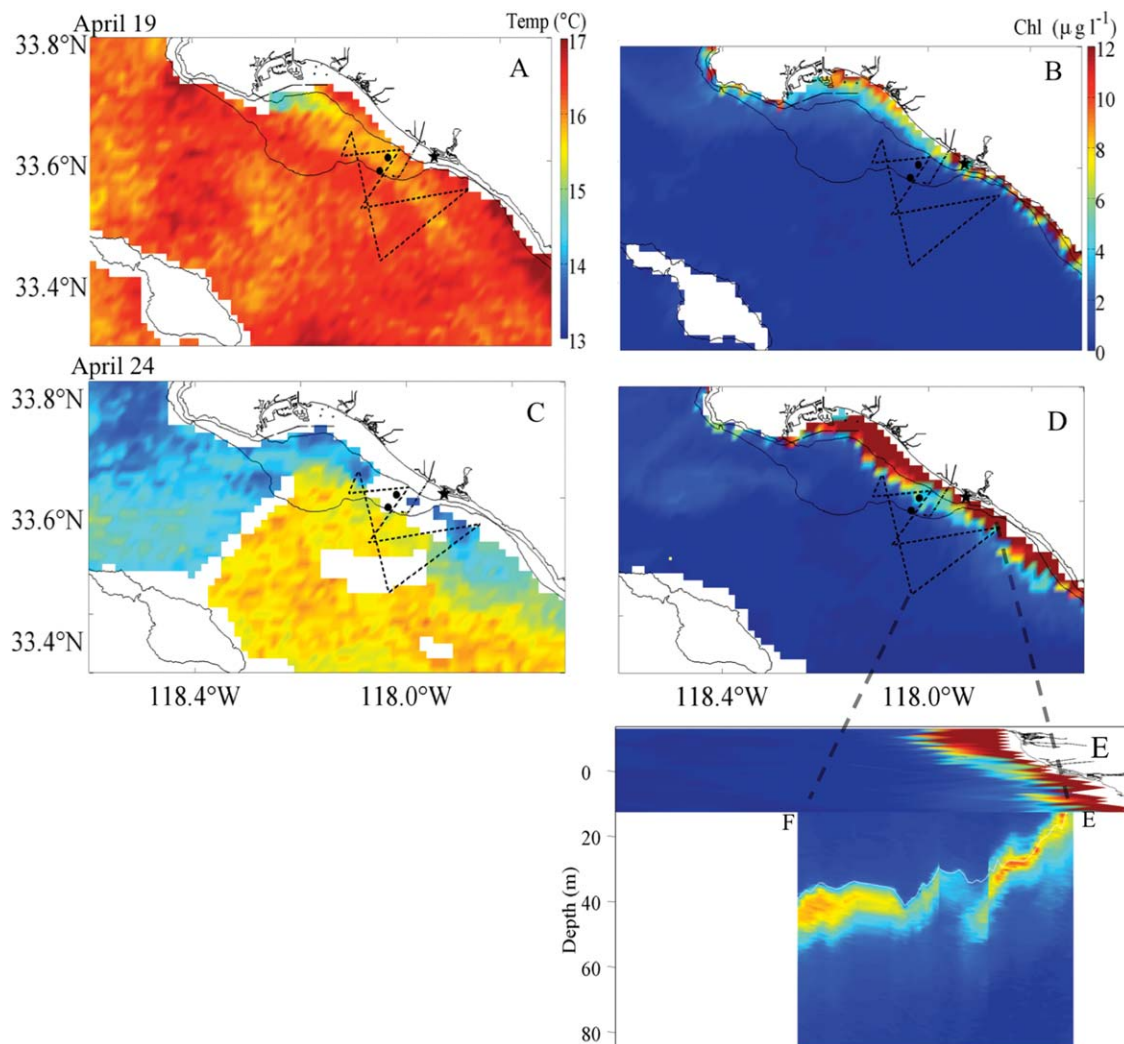 April 19
Temp (°C)
Chl (µg l⁻¹)
33.8°N
33.6°N
33.4°N
A
17
16
15
14
13
B
12
10
8
6
4
2
0
April 24
33.8°N
33.6°N
33.4°N
C
D
118.4°W 118.0°W
118.4°W 118.0°W
E
0
F E
20
40
60
80
Depth (m)